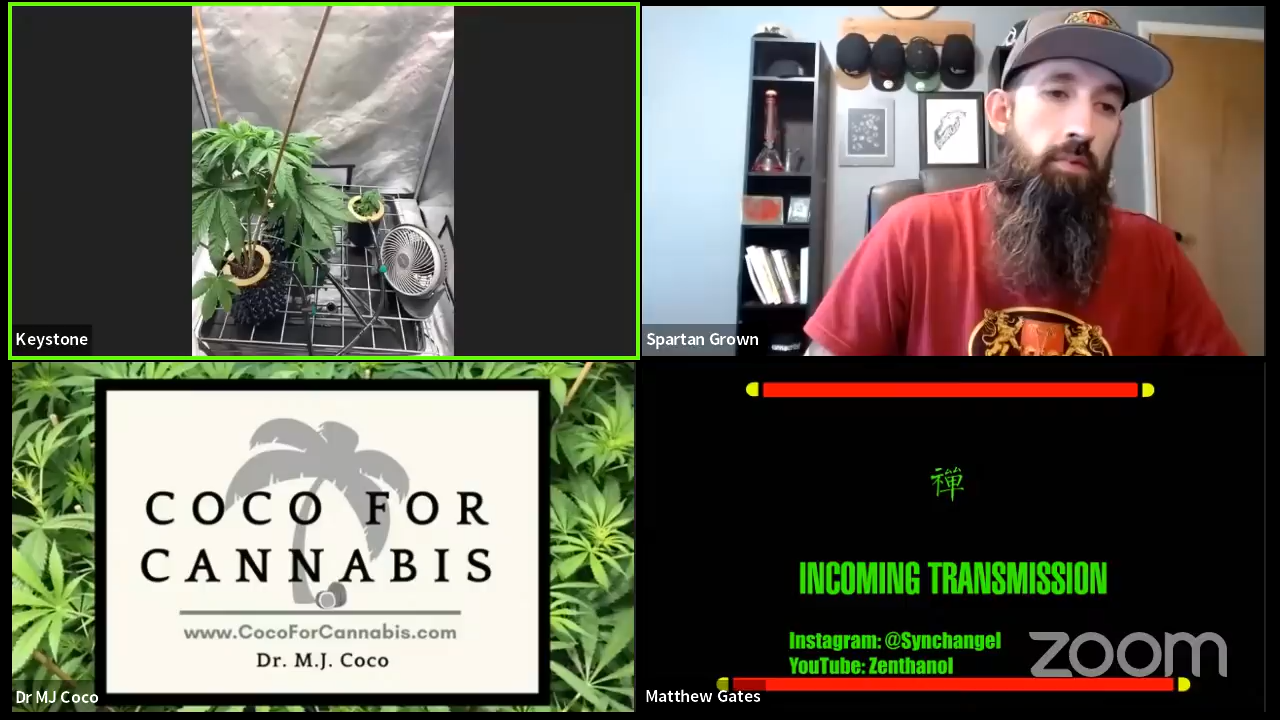 Keystone
Spartan Grown
COCO FOR
CANNABIS
www.CocoForCannabis.com
Dr. M.J. Coco
Dr MJ Coco
禪
INCOMING TRANSMISSION
Instagram: @Synchangel
YouTube: Zenthanol
zoom
Matthew Gates